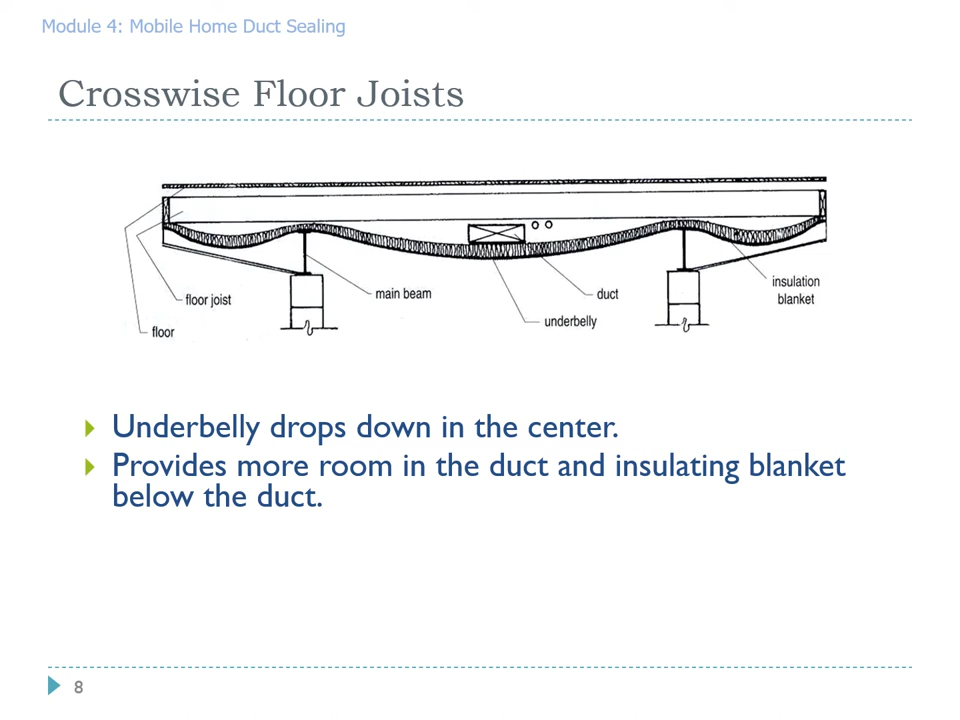 Module 4: Mobile Home Duct Sealing
Crosswise Floor Joists
floor joist
floor
main beam
duct
underbelly
insulation
blanket
Underbelly drops down in the center.
Provides more room in the duct and insulating blanket
below the duct.
8